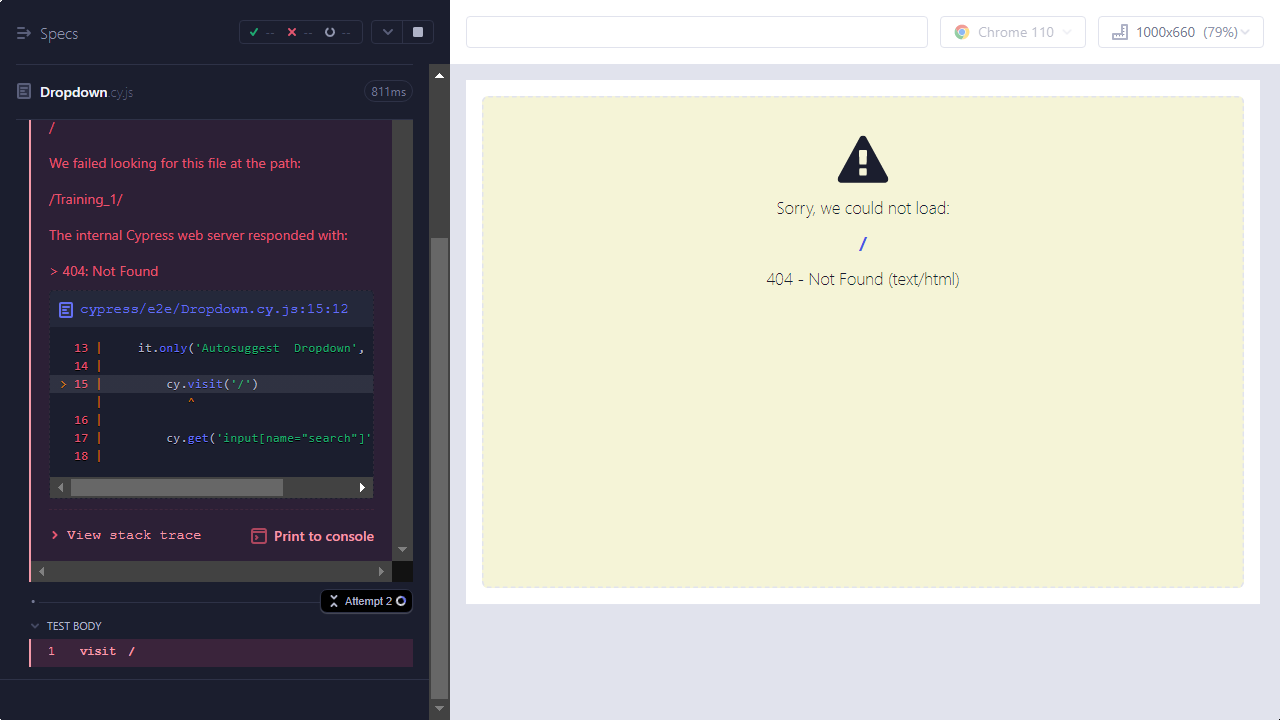 Specs
--
--
--
Chrome 110
1000x660 (79%)
Dropdown.cy.js
811ms
/
We failed looking for this file at the path:
/Training_1/
The internal Cypress web server responded with:
> 404: Not Found
cypress/e2e/Dropdown.cy.js:15:12
13 | it.only('Autosuggest  Dropdown',
14 |
> 15 | cy.visit('/')
| ^
16 |
17 | cy.get('input[name="search"]'
18 |
View stack trace
Print to console
Attempt 2
TEST BODY
1 visit /
Sorry, we could not load:
/
404 - Not Found (text/html)